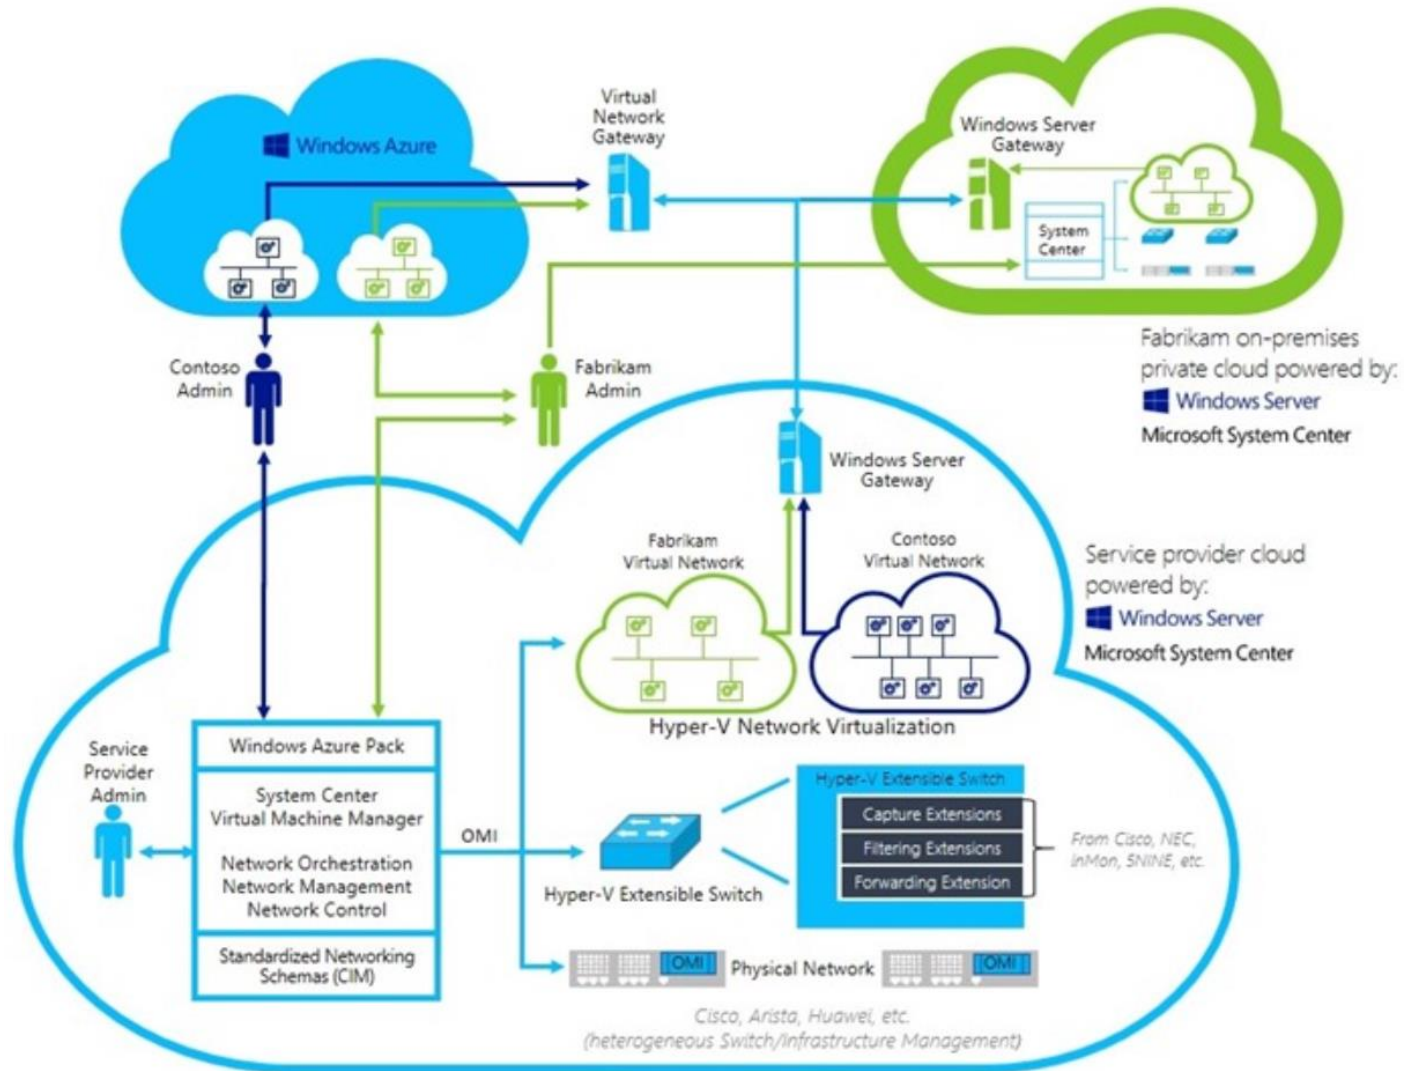 Windows Azure
Virtual
Network
Gateway
Windows Server
Gateway
System
Center
Contoso
Admin
Fabrikam
Admin
Fabrikam on-premises
private cloud powered by:
Windows Server
Microsoft System Center
Windows Server
Gateway
Fabrikam
Virtual Network
Contoso
Virtual Network
Service provider cloud
powered by:
Windows Server
Microsoft System Center
Hyper-V Network Virtualization
Service
Provider
Admin
Windows Azure Pack
System Center
Virtual Machine Manager
Network Orchestration
Network Management
Network Control
Standardized Networking
Schemas (CIM)
OMI
Hyper-V Extensible Switch
Hyper-V Extensible Switch
Capture Extensions
Filtering Extensions
Forwarding Extension
From Cisco, NEC,
InMon, 5NINE, etc.
OMI
Physical Network
OMI
Cisco, Arista, Huawei, etc.
(heterogeneous Switch/Infrastructure Management)